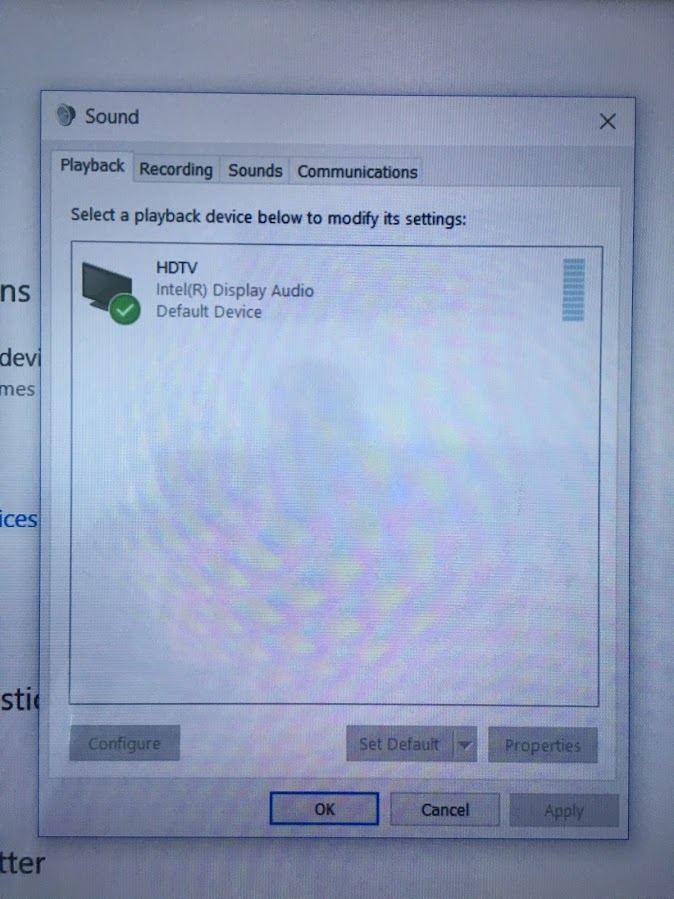 Sound
Playback Recording Sounds Communications
Select a playback device below to modify its settings:
HDTV
Intel(R) Display Audio
Default Device
ns
devi
mes
ices
stic
tter
Configure Set Default Properties
OK Cancel Apply